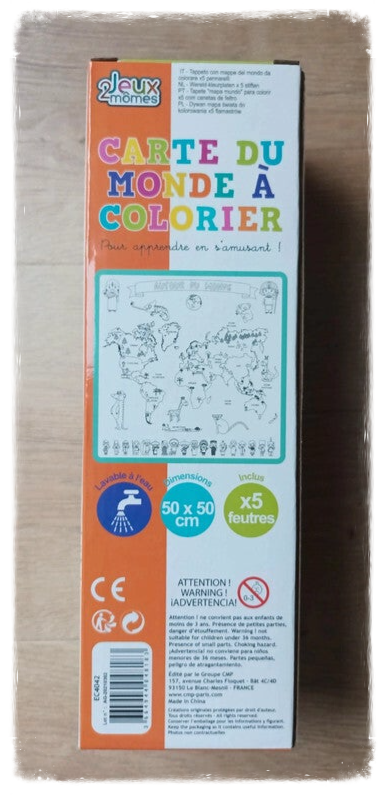 2Jeux
mômes
IT - Tappeto con mappa del mondo da
colorare x5 pennarelli
NL - Wereld-kleurplaten x 5 stiften
PT - Tapete "mapa mundo" para colorir
x5 com canetas de feltro
PL - Dywan mapa świata do
kolorowania x5 flamastrów
CARTE DU
MONDE À
COLORIER
Pour apprendre en s'amusant !
AUTOUR DU MONDE
Lavable à l'eau
Dimensions
50 x 50
cm
Inclus
x5
feutres
CE
ATTENTION !
WARNING !
¡ADVERTENCIA!
0-3
Attention ! ne convient pas aux enfants de
moins de 3 ans. Présence de petites parties,
danger d'étouffement. Warning ! not
suitable for children under 36 months.
Presence of small parts. Choking hazard.
¡Advertencia! no conviene para niños
menores de 36 meses. Partes pequeñas,
peligro de atragantamiento.
EC4042
Édité par le Groupe CMP
157, avenue Charles Floquet - Bât 4C/4D
93150 Le Blanc-Mesnil - FRANCE
www.cmp-paris.com
Made in China
Créations originales protégées par droit d'auteur.
Tous droits réservés - All rights reserved.
Conserver l'emballage pour les informations y figurant.
Keep the packaging as it contains useful information.
Photos non contractuelles